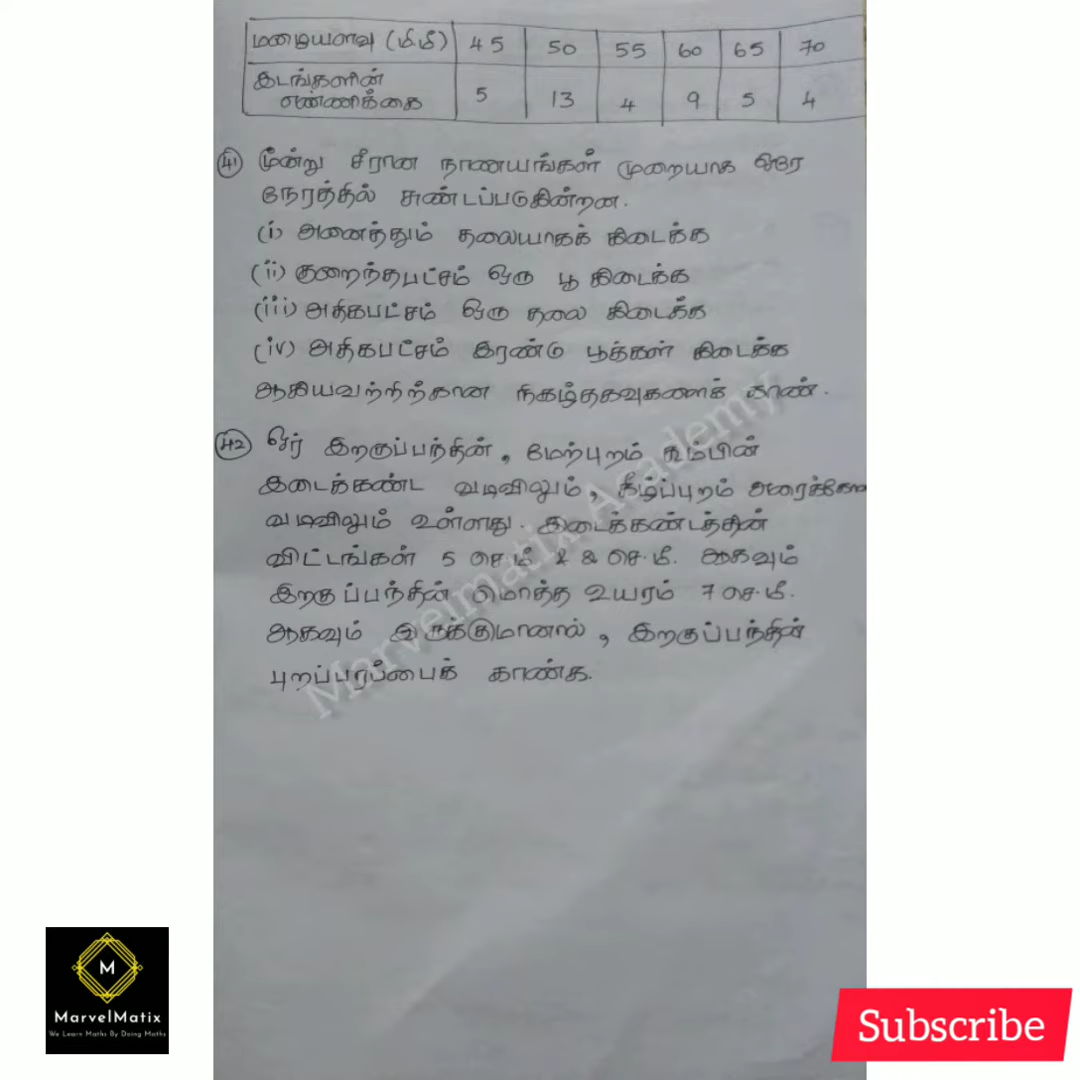 மழையளவு (மி.மீ) 45 50 55 60 65 70
இடங்களின் எண்ணிக்கை 5 13 4 9 5 4
41 மூன்று சீரான நாணயங்கள் முறையாக ஒரே
நேரத்தில் சுண்டப்படுகின்றன.
(i) அனைத்தும் தலையாகக் கிடைக்க
(ii) குறைந்தபட்சம் ஒரு பூ கிடைக்க
(iii) அதிகபட்சம் ஒரு தலை கிடைக்க
(iv) அதிகபட்சம் இரண்டு பூக்கள் கிடைக்க
ஆகியவற்றிற்கான நிகழ்தகவுகளைக் காண்.
42 ஓர் இறகுப்பந்தின், மேற்புறம் கூம்பின்
இடைக்கண்ட வடிவிலும், கீழ்ப்புறம்
வடிவிலும் உள்ளது. இடைக்கண்டத்தின்
விட்டங்கள் 5 செ.மீ & 2 செ.மீ. ஆகவும்
இறகுப்பந்தின் மொத்த உயரம் 7 செ.மீ.
ஆகவும் இருக்குமானால், இறகுப்பந்தின்
புறப்பரப்பைக் காண்க.
Marvelmatix Academy
M
MarvelMatix
We Learn Maths By Doing Maths
Subscribe